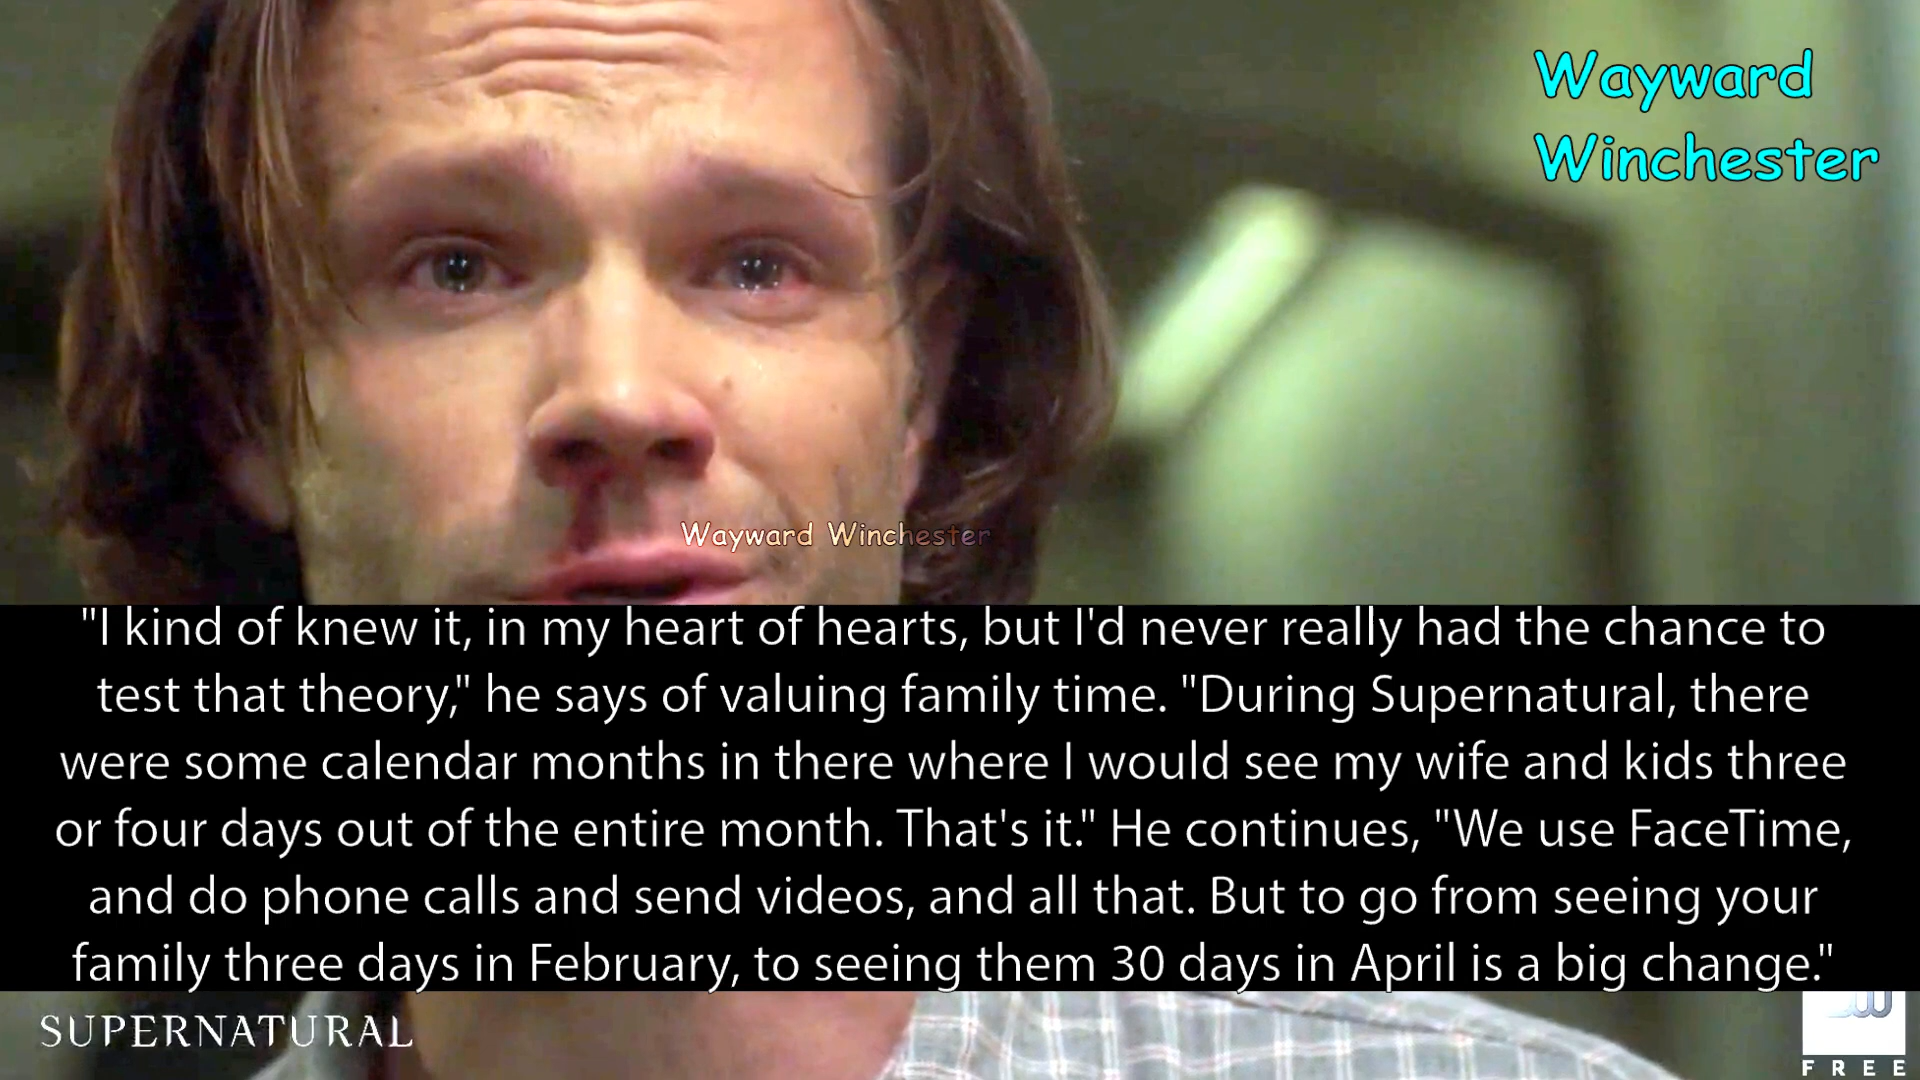 Wayward
Winchester
Wayward Winchester
"I kind of knew it, in my heart of hearts, but I'd never really had the chance to
test that theory," he says of valuing family time. "During Supernatural, there
were some calendar months in there where I would see my wife and kids three
or four days out of the entire month. That's it." He continues, "We use FaceTime,
and do phone calls and send videos, and all that. But to go from seeing your
family three days in February, to seeing them 30 days in April is a big change."
SUPERNATURAL
FREE